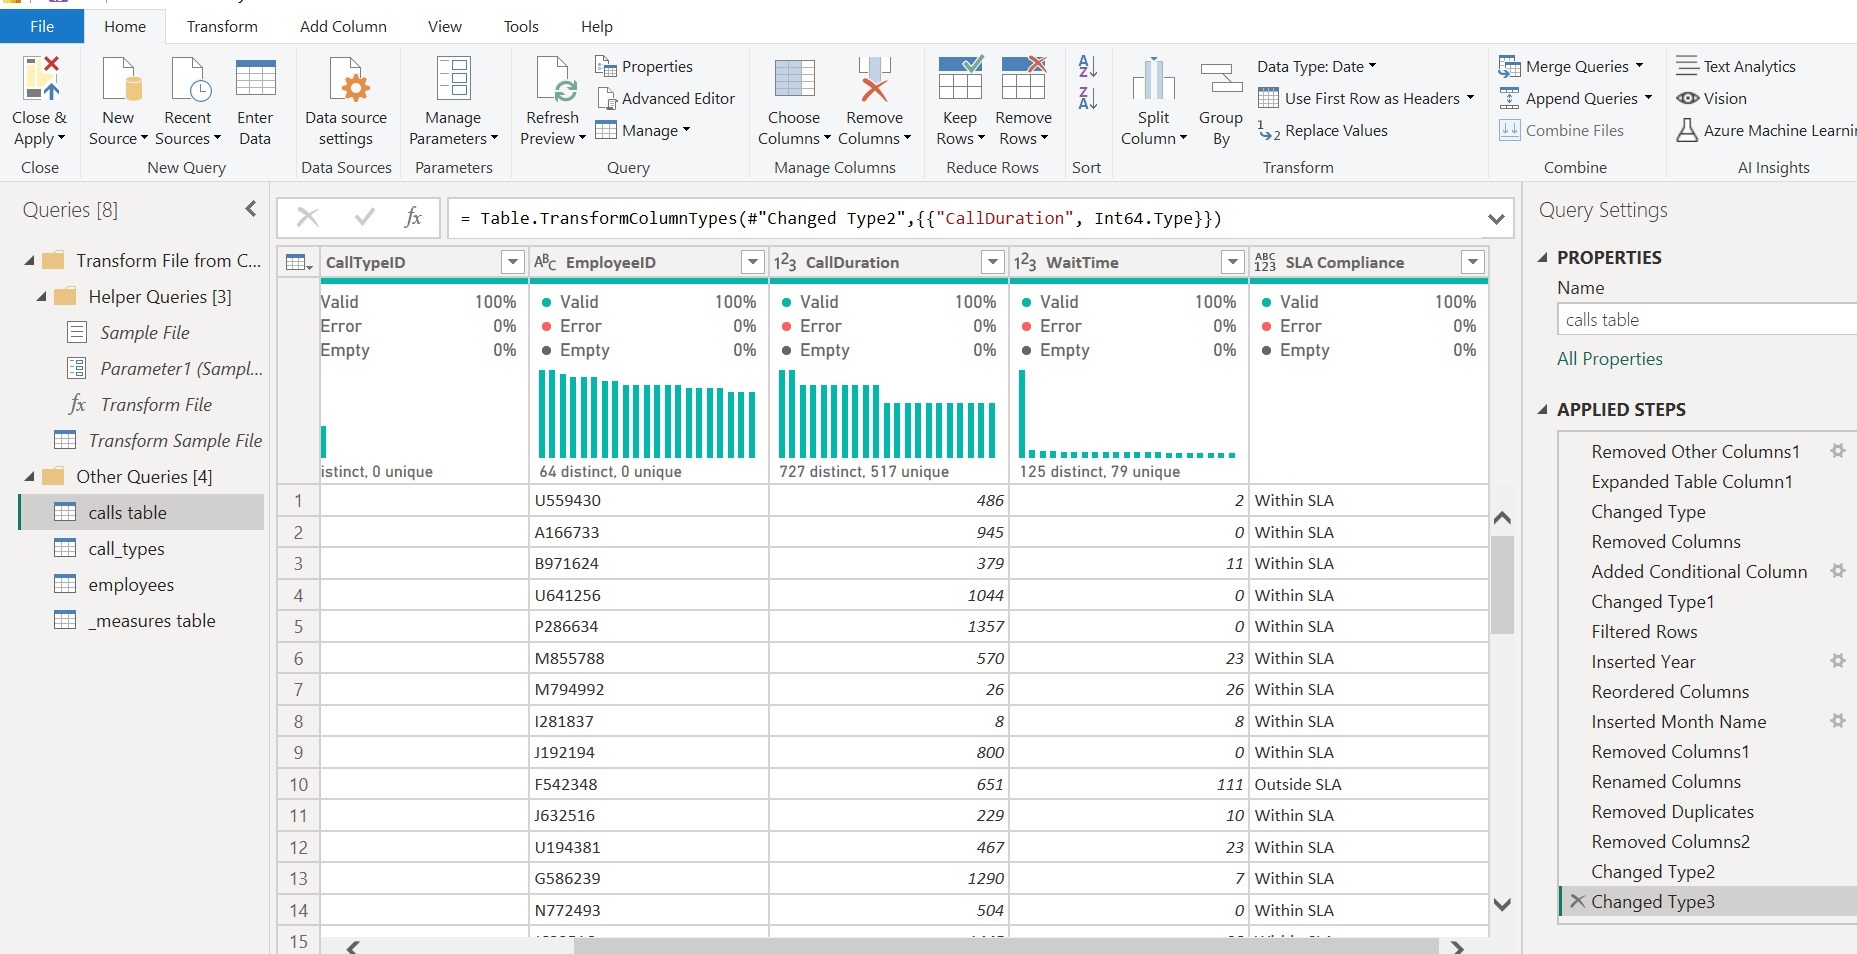 File Home Transform Add Column View Tools Help
Close & Apply
New Source
Recent Sources
Enter Data
Data source settings
Manage Parameters
Refresh Preview
Properties
Advanced Editor
Manage
Choose Columns
Remove Columns
Keep Rows
Remove Rows
Split Column
Group By
Data Type: Date
Use First Row as Headers
Replace Values
Merge Queries
Append Queries
Combine Files
Text Analytics
Vision
Azure Machine Learni
Close New Query Data Sources Parameters Query Manage Columns Reduce Rows Sort Transform Combine AI Insights
Queries [8]
Transform File from C...
Helper Queries [3]
Sample File
Parameter1 (Sampl...
fx Transform File
Transform Sample File
Other Queries [4]
calls table
call_types
employees
_measures table
fx = Table.TransformColumnTypes(#"Changed Type2",{{"CallDuration", Int64.Type}})
CallTypeID ABC EmployeeID 123 CallDuration 123 WaitTime ABC 123 SLA Compliance
Valid 100% Valid 100% Valid 100% Valid 100% Valid 100%
Error 0% Error 0% Error 0% Error 0% Error 0%
Empty 0% Empty 0% Empty 0% Empty 0% Empty 0%
istinct, 0 unique 64 distinct, 0 unique 727 distinct, 517 unique 125 distinct, 79 unique
1 U559430 486 2 Within SLA
2 A166733 945 0 Within SLA
3 B971624 379 11 Within SLA
4 U641256 1044 0 Within SLA
5 P286634 1357 0 Within SLA
6 M855788 570 23 Within SLA
7 M794992 26 26 Within SLA
8 I281837 8 8 Within SLA
9 J192194 800 0 Within SLA
10 F542348 651 111 Outside SLA
11 J632516 229 10 Within SLA
12 U194381 467 23 Within SLA
13 G586239 1290 7 Within SLA
14 N772493 504 0 Within SLA
15
Query Settings
PROPERTIES
Name
calls table
All Properties
APPLIED STEPS
Removed Other Columns1
Expanded Table Column1
Changed Type
Removed Columns
Added Conditional Column
Changed Type1
Filtered Rows
Inserted Year
Reordered Columns
Inserted Month Name
Removed Columns1
Renamed Columns
Removed Duplicates
Removed Columns2
Changed Type2
Changed Type3